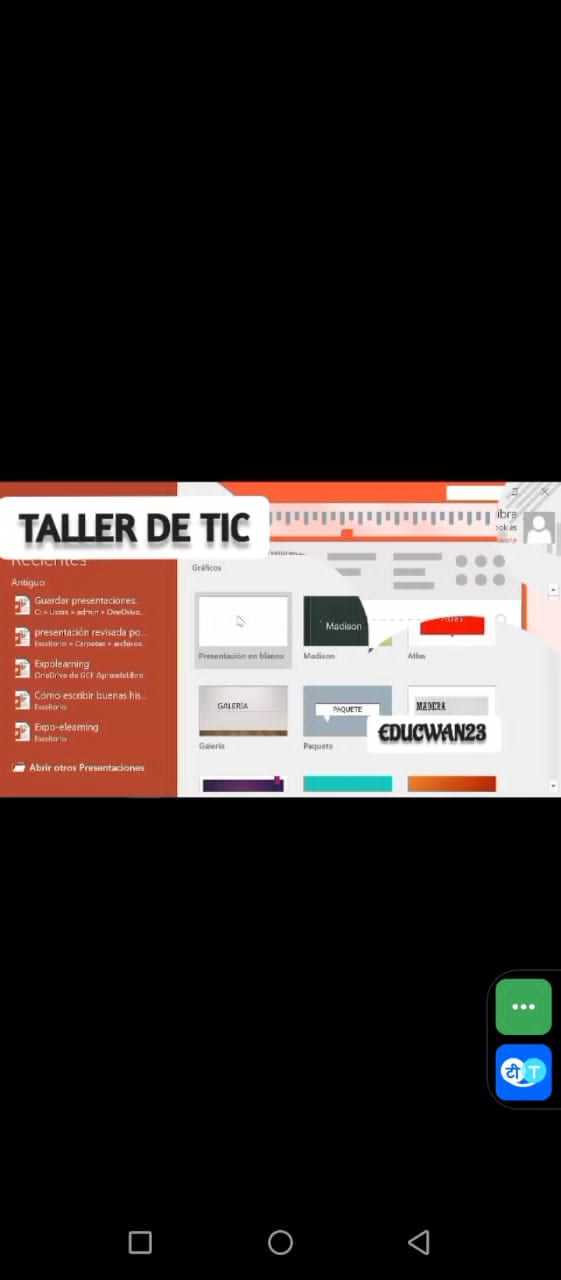 TALLER DE TIC
Recientes
Antiguo
Guardar presentaciones.
C: » Users » admin » OneDrive...
presentación revisada po...
Escritorio » Carpetas » archivos
Expolearning
OneDrive de GCF AprendeLibre
Cómo escribir buenas his...
Escritorio
Expo-elearning
Escritorio
Abrir otros Presentaciones
Gráficos
Presentación en blanco
Madison
Madison
Atlas
GALERÍA
Galería
PAQUETE
Paquete
MADERA
EDUCWAN23
टी T